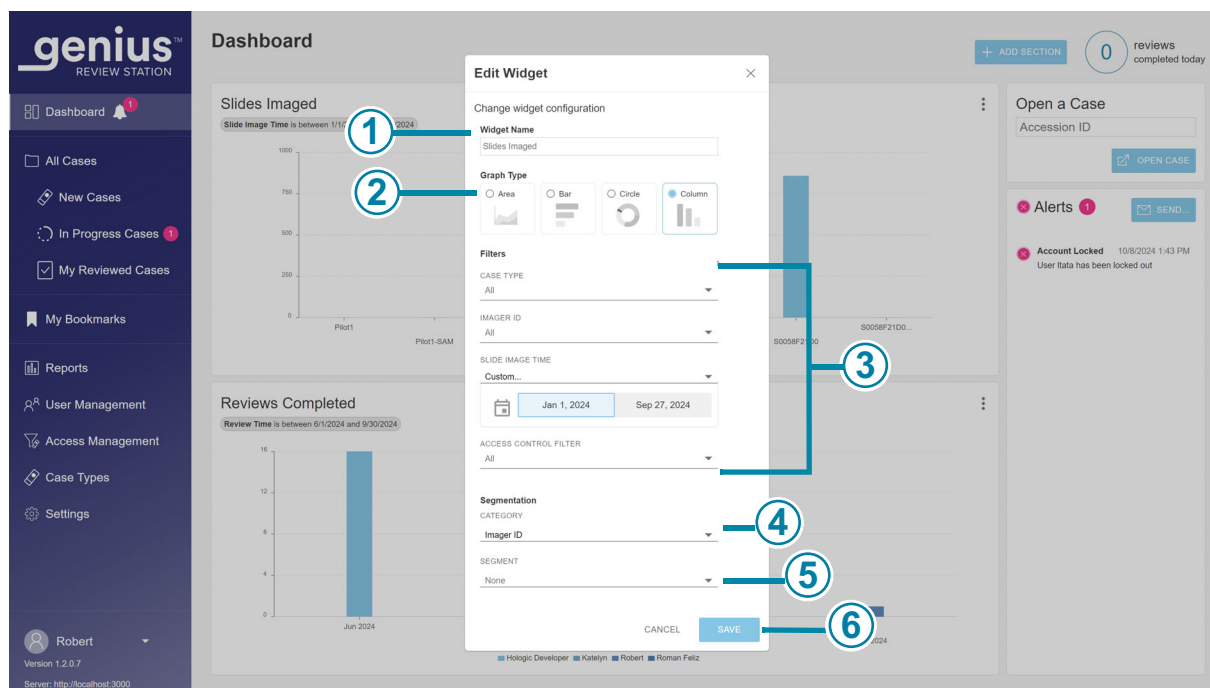 genius™
REVIEW STATION
Dashboard 1
All Cases
New Cases
In Progress Cases 1
My Reviewed Cases
My Bookmarks
Reports
User Management
Access Management
Case Types
Settings
Robert
Version 1.2.0.7
Server: http://localhost:3000
Dashboard
+ ADD SECTION
0 reviews
completed today
Slides Imaged
Slide Image Time is between 1/1/ 2024
1000
750
500
250
0
Pilot1
Pilot1-SAM
S0058F21D0
S0058F21D0...
Reviews Completed
Review Time is between 6/1/2024 and 9/30/2024
16
12
8
4
0
Jun 2024
2024
Hologic Developer Katelyn Robert Roman Feliz
Edit Widget
Change widget configuration
1
Widget Name
Slides Imaged
2
Graph Type
Area Bar Circle Column
Filters
3
CASE TYPE
All
IMAGER ID
All
SLIDE IMAGE TIME
Custom...
Jan 1, 2024 Sep 27, 2024
ACCESS CONTROL FILTER
All
Segmentation
CATEGORY
Imager ID
4
SEGMENT
None
5
CANCEL SAVE
6
Open a Case
Accession ID
OPEN CASE
Alerts 1
SEND...
Account Locked 10/8/2024 1:43 PM
User ltata has been locked out